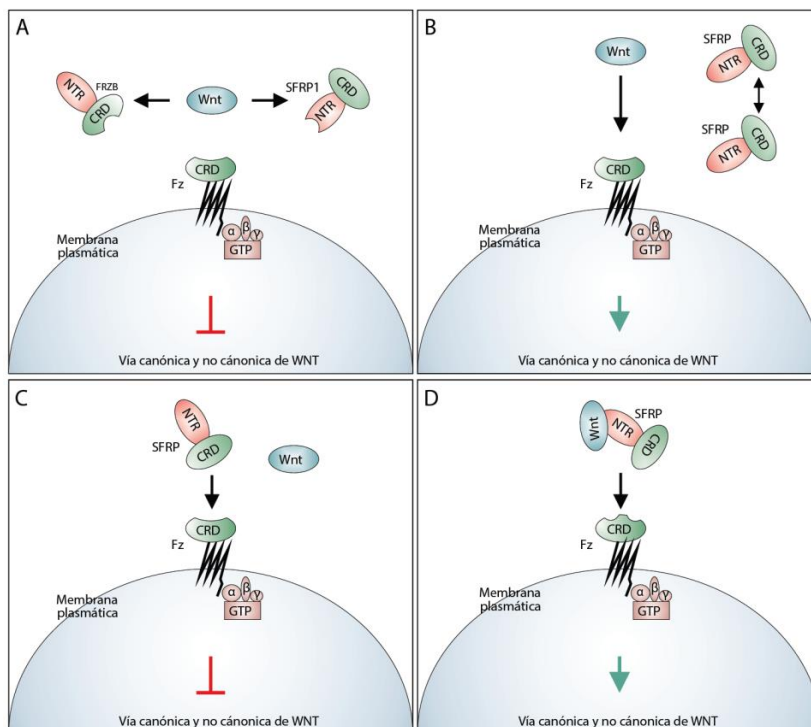 A
NTR
FRZB
CRD
Wnt
SFRP1
CRD
NTR
CRD
Fz
Membrana
plasmática
α
β
γ
GTP
Vía canónica y no cánonica de WNT
B
Wnt
SFRP
CRD
NTR
SFRP
CRD
NTR
CRD
Fz
Membrana
plasmática
α
β
γ
GTP
Vía canónica y no cánonica de WNT
C
NTR
SFRP
CRD
Wnt
CRD
Fz
Membrana
plasmática
α
β
γ
GTP
Vía canónica y no cánonica de WNT
D
Wnt
NTR
SFRP
CRD
CRD
Fz
Membrana
plasmática
α
β
γ
GTP
Vía canónica y no cánonica de WNT